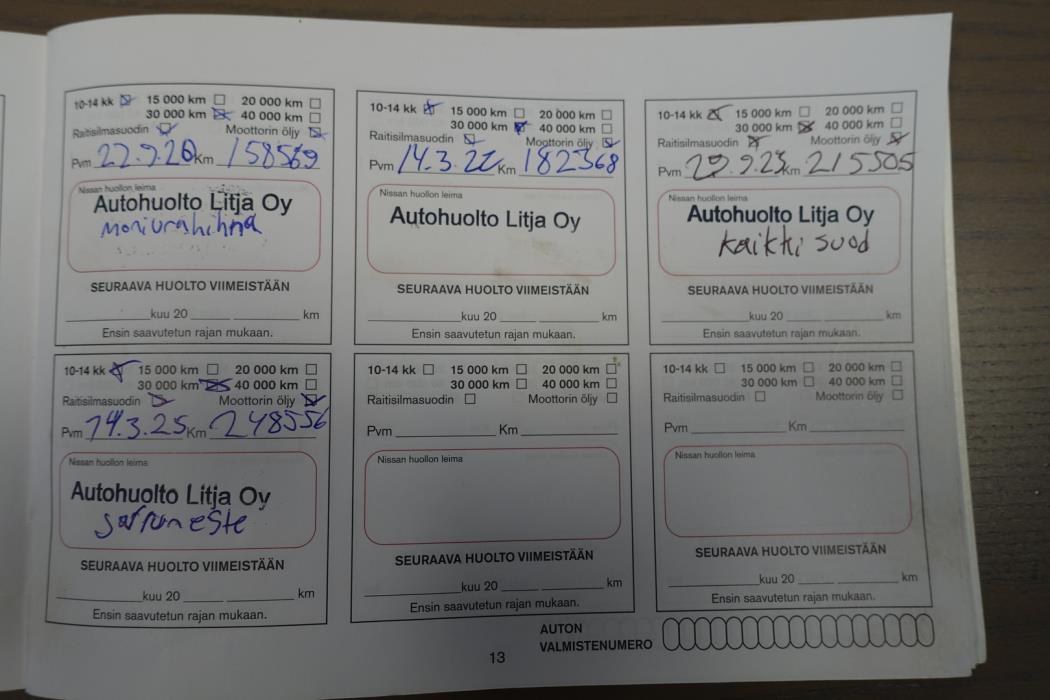 10-14 kk 15 000 km 20 000 km
30 000 km 40 000 km
Raitisilmasuodin Moottorin öljy
Pvm 22.9.20 Km 158569
Nissan huollon leima
Autohuolto Litja Oy
moniurahihna
SEURAAVA HUOLTO VIIMEISTÄÄN
kuu 20 km
Ensin saavutetun rajan mukaan.
10-14 kk 15 000 km 20 000 km
30 000 km 40 000 km
Raitisilmasuodin Moottorin öljy
Pvm 14.3.22 Km 182368
Nissan huollon leima
Autohuolto Litja Oy
SEURAAVA HUOLTO VIIMEISTÄÄN
kuu 20 km
Ensin saavutetun rajan mukaan.
10-14 kk 15 000 km 20 000 km
30 000 km 40 000 km
Raitisilmasuodin Moottorin öljy
Pvm Km 215505
Nissan huollon leima
Autohuolto Litja Oy
kaikki suod
SEURAAVA HUOLTO VIIMEISTÄÄN
kuu 20 km
Ensin saavutetun rajan mukaan.
10-14 kk 15 000 km 20 000 km
30 000 km 40 000 km
Raitisilmasuodin Moottorin öljy
Pvm 14.3.25 Km 248556
Nissan huollon leima
Autohuolto Litja Oy
jarruneste
SEURAAVA HUOLTO VIIMEISTÄÄN
kuu 20 km
Ensin saavutetun rajan mukaan.
10-14 kk 15 000 km 20 000 km
30 000 km 40 000 km
Raitisilmasuodin Moottorin öljy
Pvm Km
Nissan huollon leima
SEURAAVA HUOLTO VIIMEISTÄÄN
kuu 20 km
Ensin saavutetun rajan mukaan.
10-14 kk 15 000 km 20 000 km
30 000 km 40 000 km
Raitisilmasuodin Moottorin öljy
Pvm Km
Nissan huollon leima
SEURAAVA HUOLTO VIIMEISTÄÄN
kuu 20 km
Ensin saavutetun rajan mukaan.
AUTON
VALMISTENUMERO
13